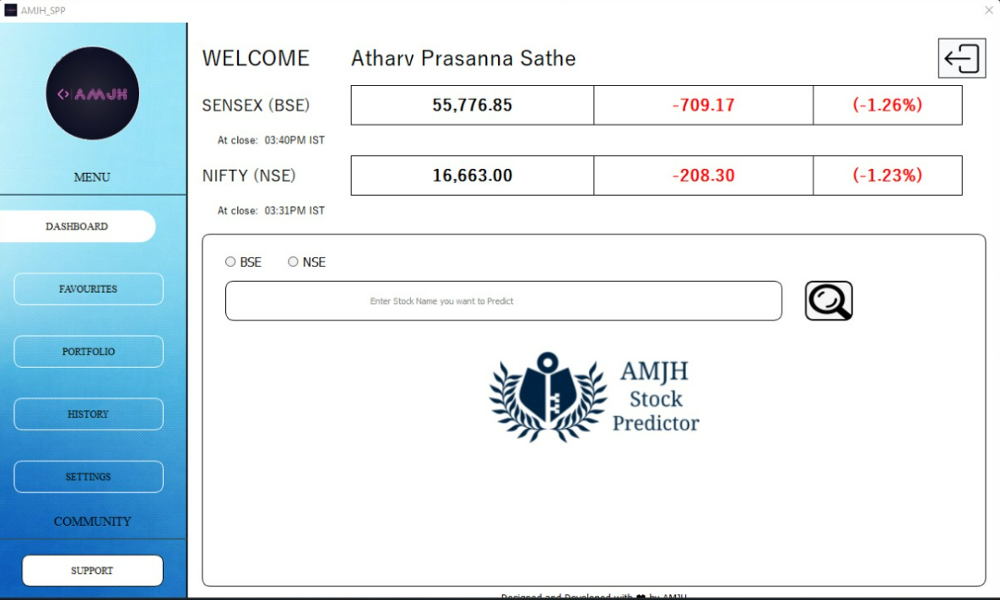 AMJH_SPP
<> AMJH
MENU
DASHBOARD
FAVOURITES
PORTFOLIO
HISTORY
SETTINGS
COMMUNITY
SUPPORT
WELCOME Atharv Prasanna Sathe
SENSEX (BSE) 55,776.85 -709.17 (-1.26%)
At close: 03:40PM IST
NIFTY (NSE) 16,663.00 -208.30 (-1.23%)
At close: 03:31PM IST
BSE NSE
Enter Stock Name you want to Predict
AMJH
Stock
Predictor
Designed and Developed with ❤ by AMJH